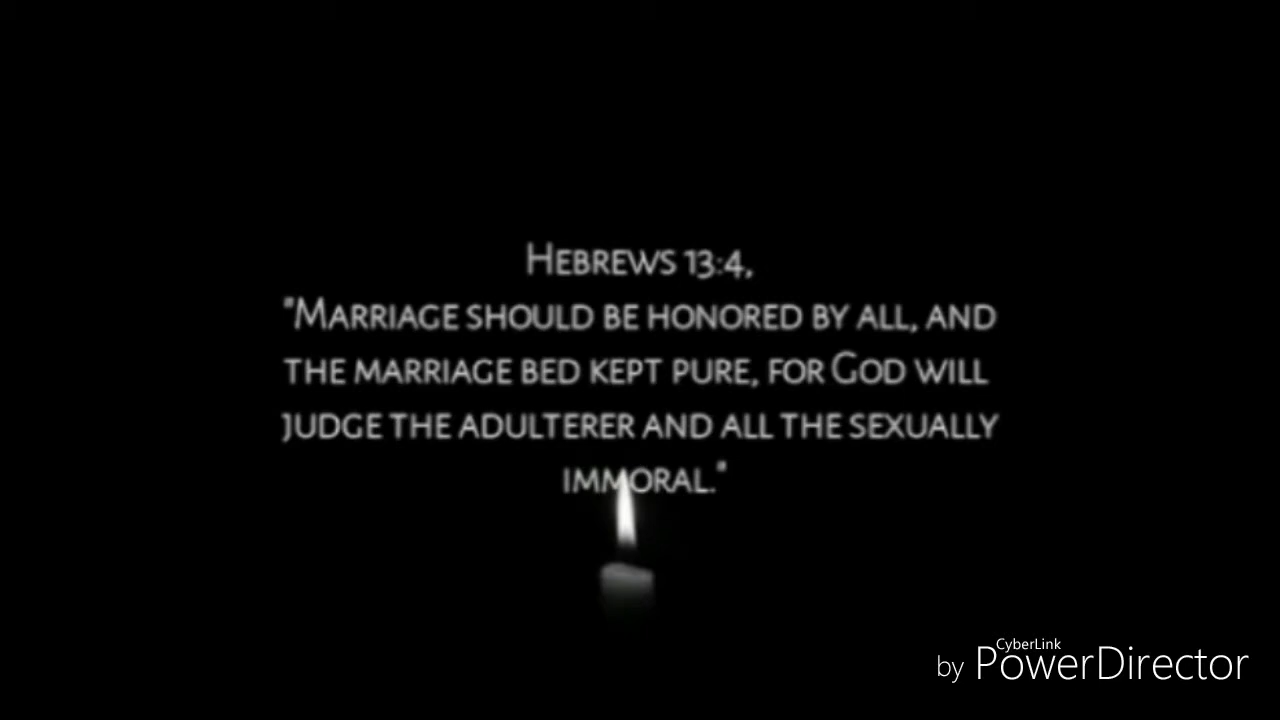 Hebrews 13:4,
"Marriage should be honored by all, and
the marriage bed kept pure, for God will
judge the adulterer and all the sexually
immoral."
CyberLink
by PowerDirector